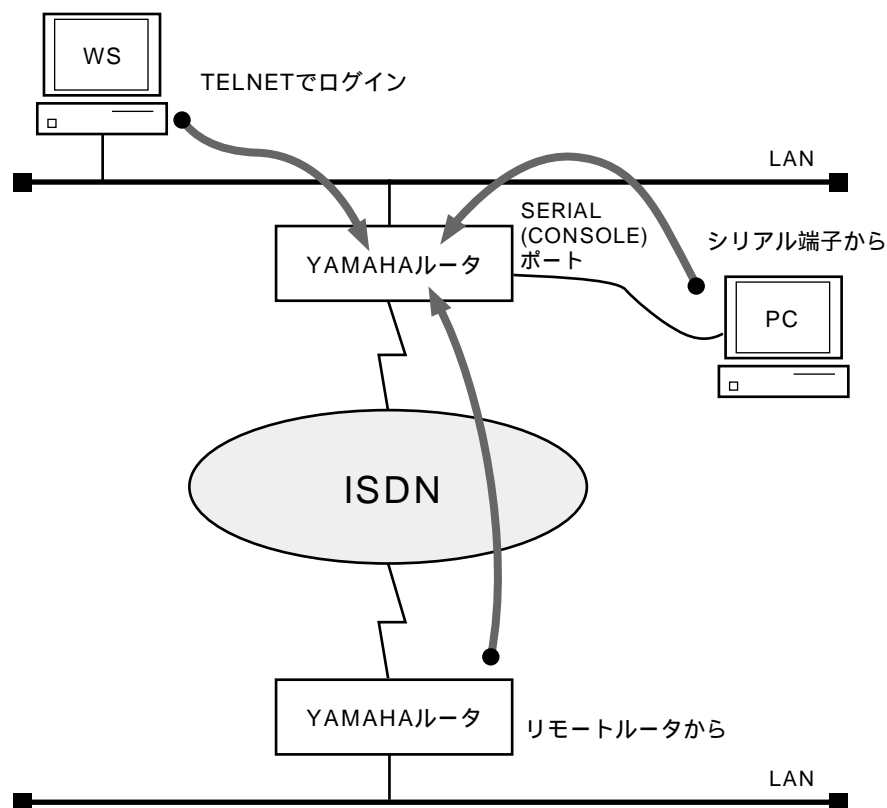 WS
TELNETでログイン
LAN
SERIAL
(CONSOLE)
ポート
シリアル端子から
YAMAHAルータ
PC
ISDN
YAMAHAルータ
リモートルータから
LAN